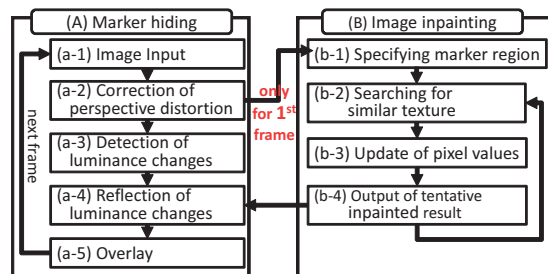 (A) Marker hiding
(a-1) Image Input
(a-2) Correction of
perspective distortion
(a-3) Detection of
luminance changes
(a-4) Reflection of
luminance changes
(a-5) Overlay
next frame
only
for 1st
frame
(B) Image inpainting
(b-1) Specifying marker region
(b-2) Searching for
similar texture
(b-3) Update of pixel values
(b-4) Output of tentative
inpainted result